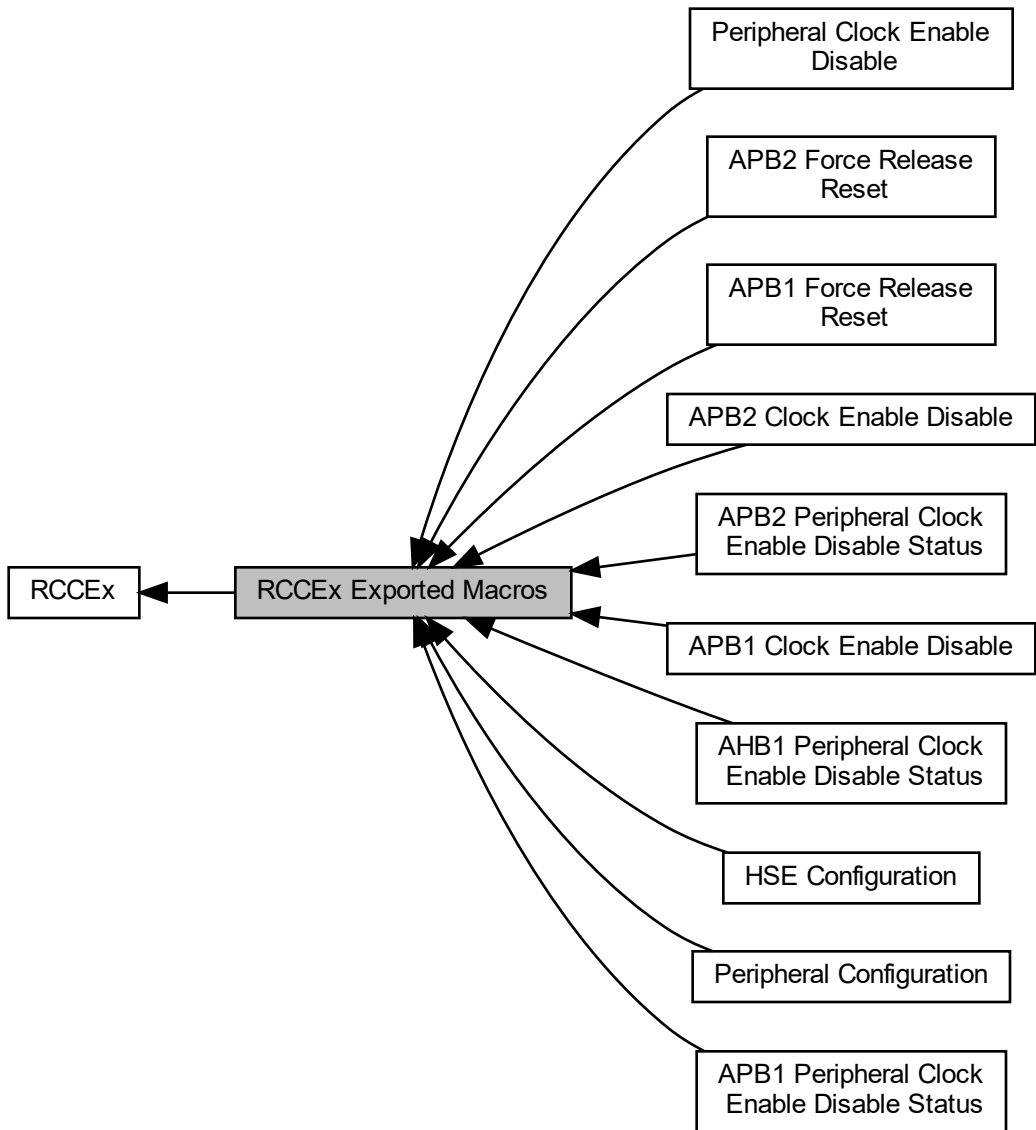 Peripheral Clock Enable
Disable
APB2 Force Release
Reset
APB1 Force Release
Reset
APB2 Clock Enable Disable
APB2 Peripheral Clock
Enable Disable Status
RCCEx
RCCEx Exported Macros
APB1 Clock Enable Disable
AHB1 Peripheral Clock
Enable Disable Status
HSE Configuration
Peripheral Configuration
APB1 Peripheral Clock
Enable Disable Status